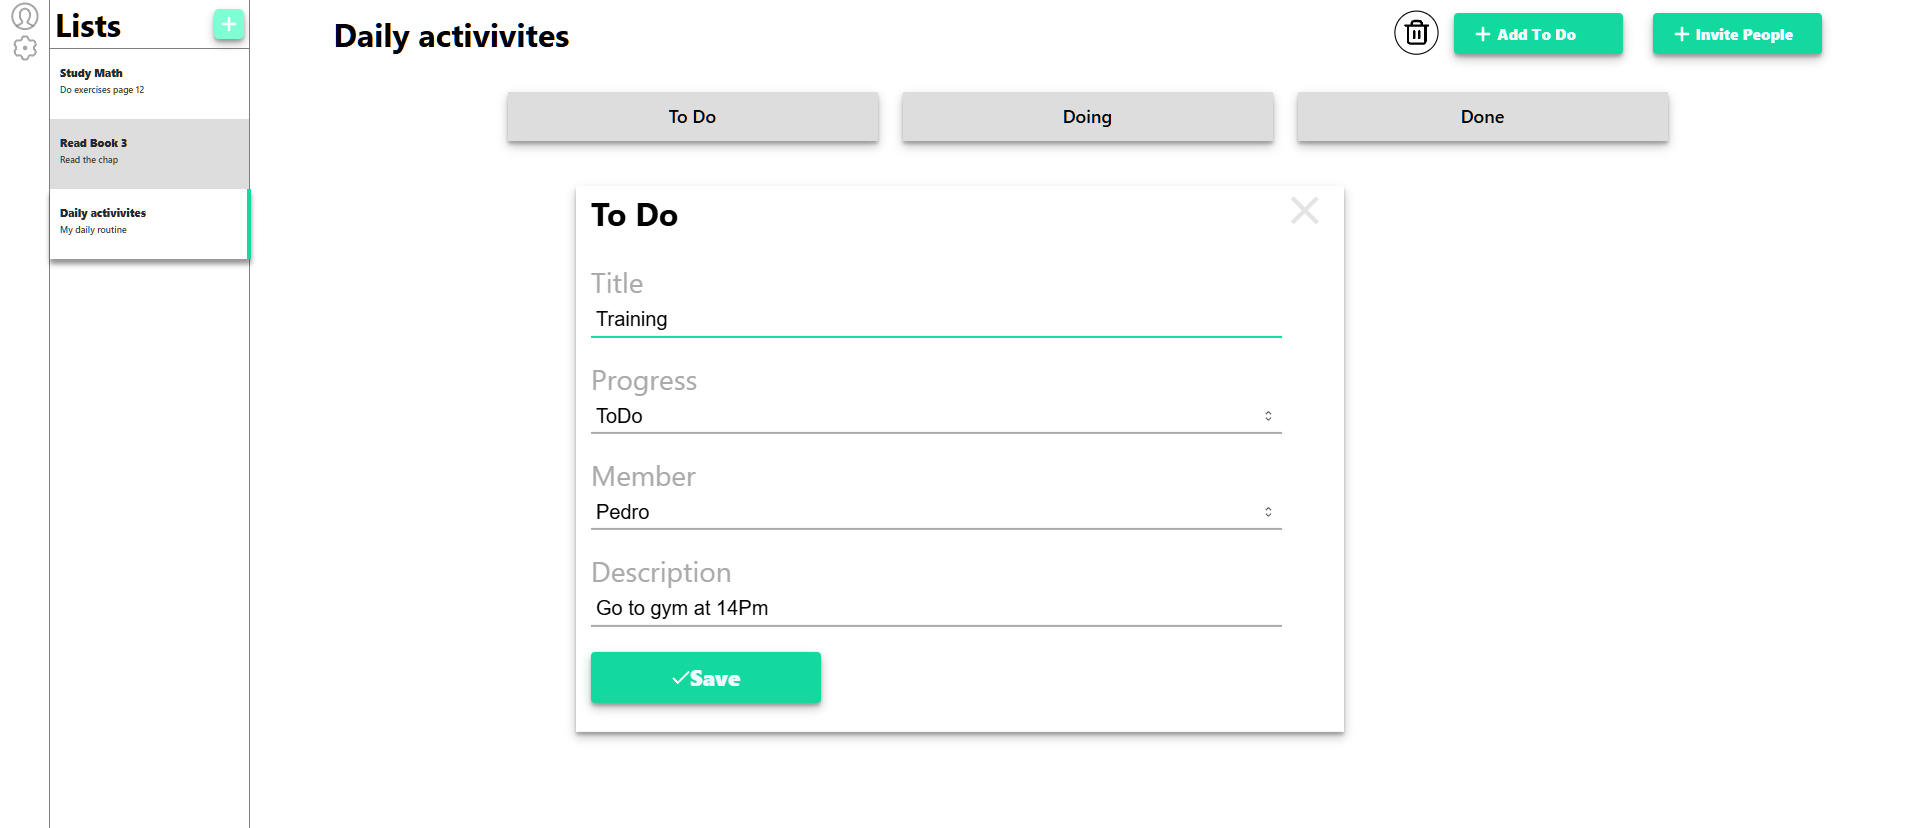 Lists
Study Math
Do exercises page 12
Read Book 3
Read the chap
Daily activivites
My daily routine
Daily activivites
Add To Do
Invite People
To Do
Doing
Done
To Do
Title
Training
Progress
ToDo
Member
Pedro
Description
Go to gym at 14Pm
Save